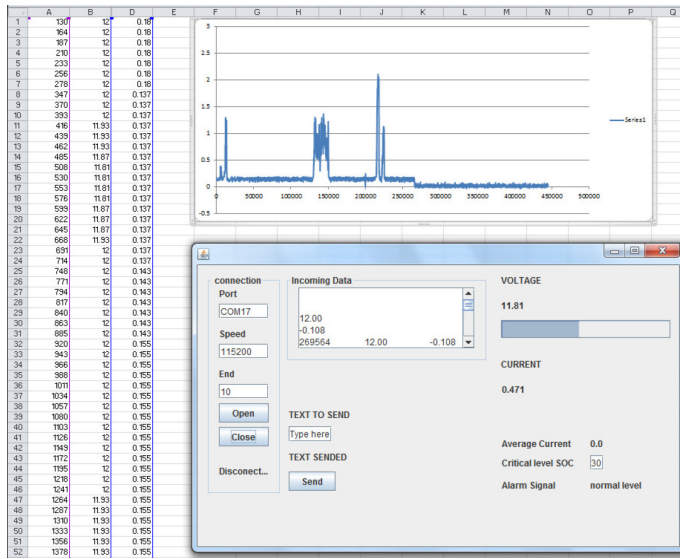 A B D E F G H I J K L M N O P Q
1 130 12 0.18
2 164 12 0.18
3 187 12 0.18
4 210 12 0.18
5 233 12 0.18
6 256 12 0.18
7 278 12 0.18
8 347 12 0.137
9 370 12 0.137
10 393 12 0.137
11 416 11.93 0.137
12 439 11.93 0.137
13 462 11.93 0.137
14 485 11.87 0.137
15 508 11.81 0.137
16 530 11.81 0.137
17 553 11.81 0.137
18 576 11.81 0.137
19 599 11.87 0.137
20 622 11.87 0.137
21 645 11.87 0.137
22 668 11.93 0.137
23 691 12 0.137
24 714 12 0.137
25 748 12 0.143
26 771 12 0.143
27 794 12 0.143
28 817 12 0.143
29 840 12 0.143
30 863 12 0.143
31 885 12 0.143
32 920 12 0.155
33 943 12 0.155
34 966 12 0.155
35 988 12 0.155
36 1011 12 0.155
37 1034 12 0.155
38 1057 12 0.155
39 1080 12 0.155
40 1103 12 0.155
41 1126 12 0.155
42 1149 12 0.155
43 1172 12 0.155
44 1195 12 0.155
45 1218 12 0.155
46 1241 12 0.155
47 1264 11.93 0.155
48 1287 11.93 0.155
49 1310 11.93 0.155
50 1333 11.93 0.155
51 1356 11.93 0.155
52 1378 11.93 0.155
3
2.5
2
1.5
1
0.5
0
-0.5
0 50000 100000 150000 200000 250000 300000 350000 400000 450000 500000
Series1
connection
Port
COM17
Speed
115200
End
10
Open
Close
Disconect...
Incoming Data
12.00
-0.108
269564 12.00 -0.108
TEXT TO SEND
Type here
TEXT SENDED
Send
VOLTAGE
11.81
CURRENT
0.471
Average Current 0.0
Critical level SOC 30
Alarm Signal normal level